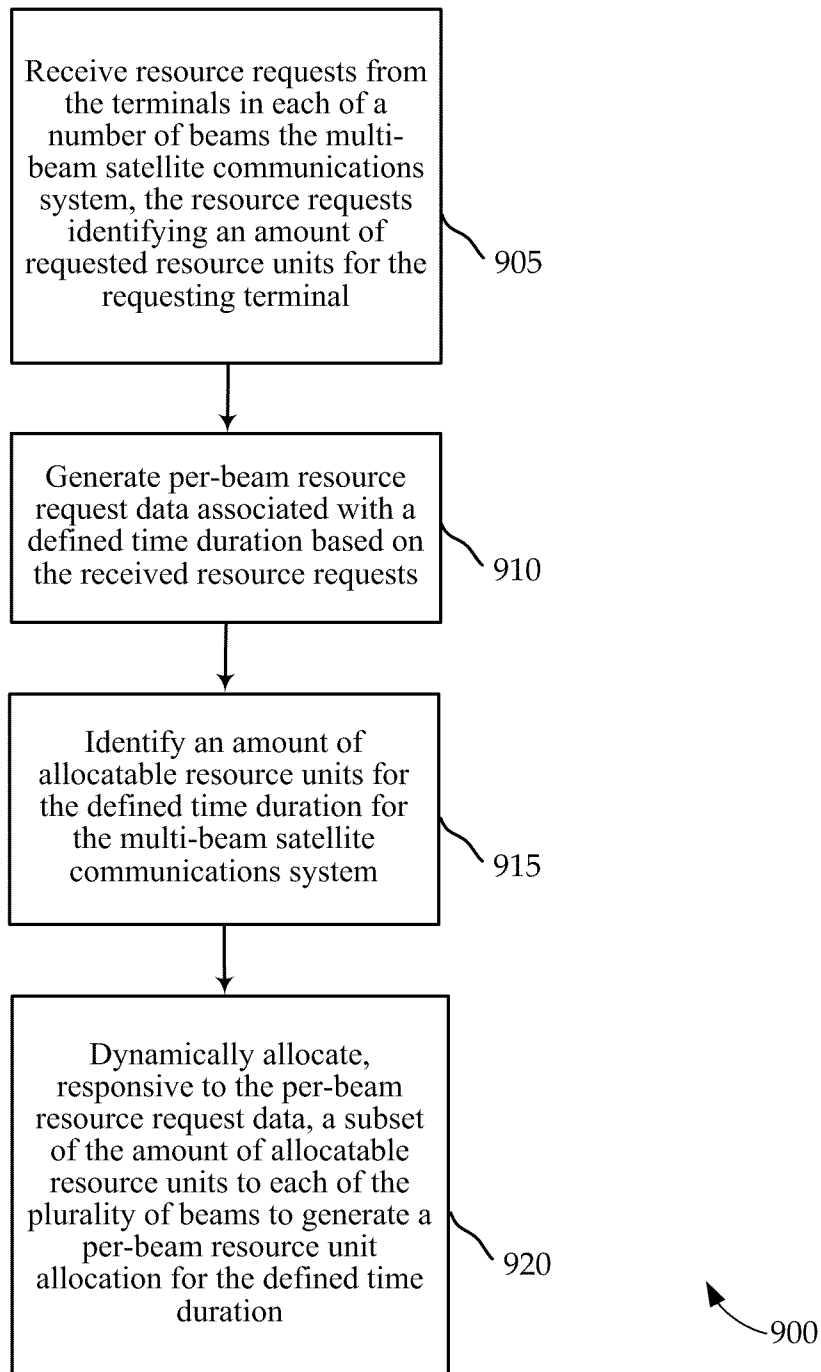 Receive resource requests from
the terminals in each of a
number of beams the multi-
beam satellite communications
system, the resource requests
identifying an amount of
requested resource units for the
requesting terminal
905
Generate per-beam resource
request data associated with a
defined time duration based on
the received resource requests
910
Identify an amount of
allocatable resource units for
the defined time duration for
the multi-beam satellite
communications system
915
Dynamically allocate,
responsive to the per-beam
resource request data, a subset
of the amount of allocatable
resource units to each of the
plurality of beams to generate a
per-beam resource unit
allocation for the defined time
duration
920
900